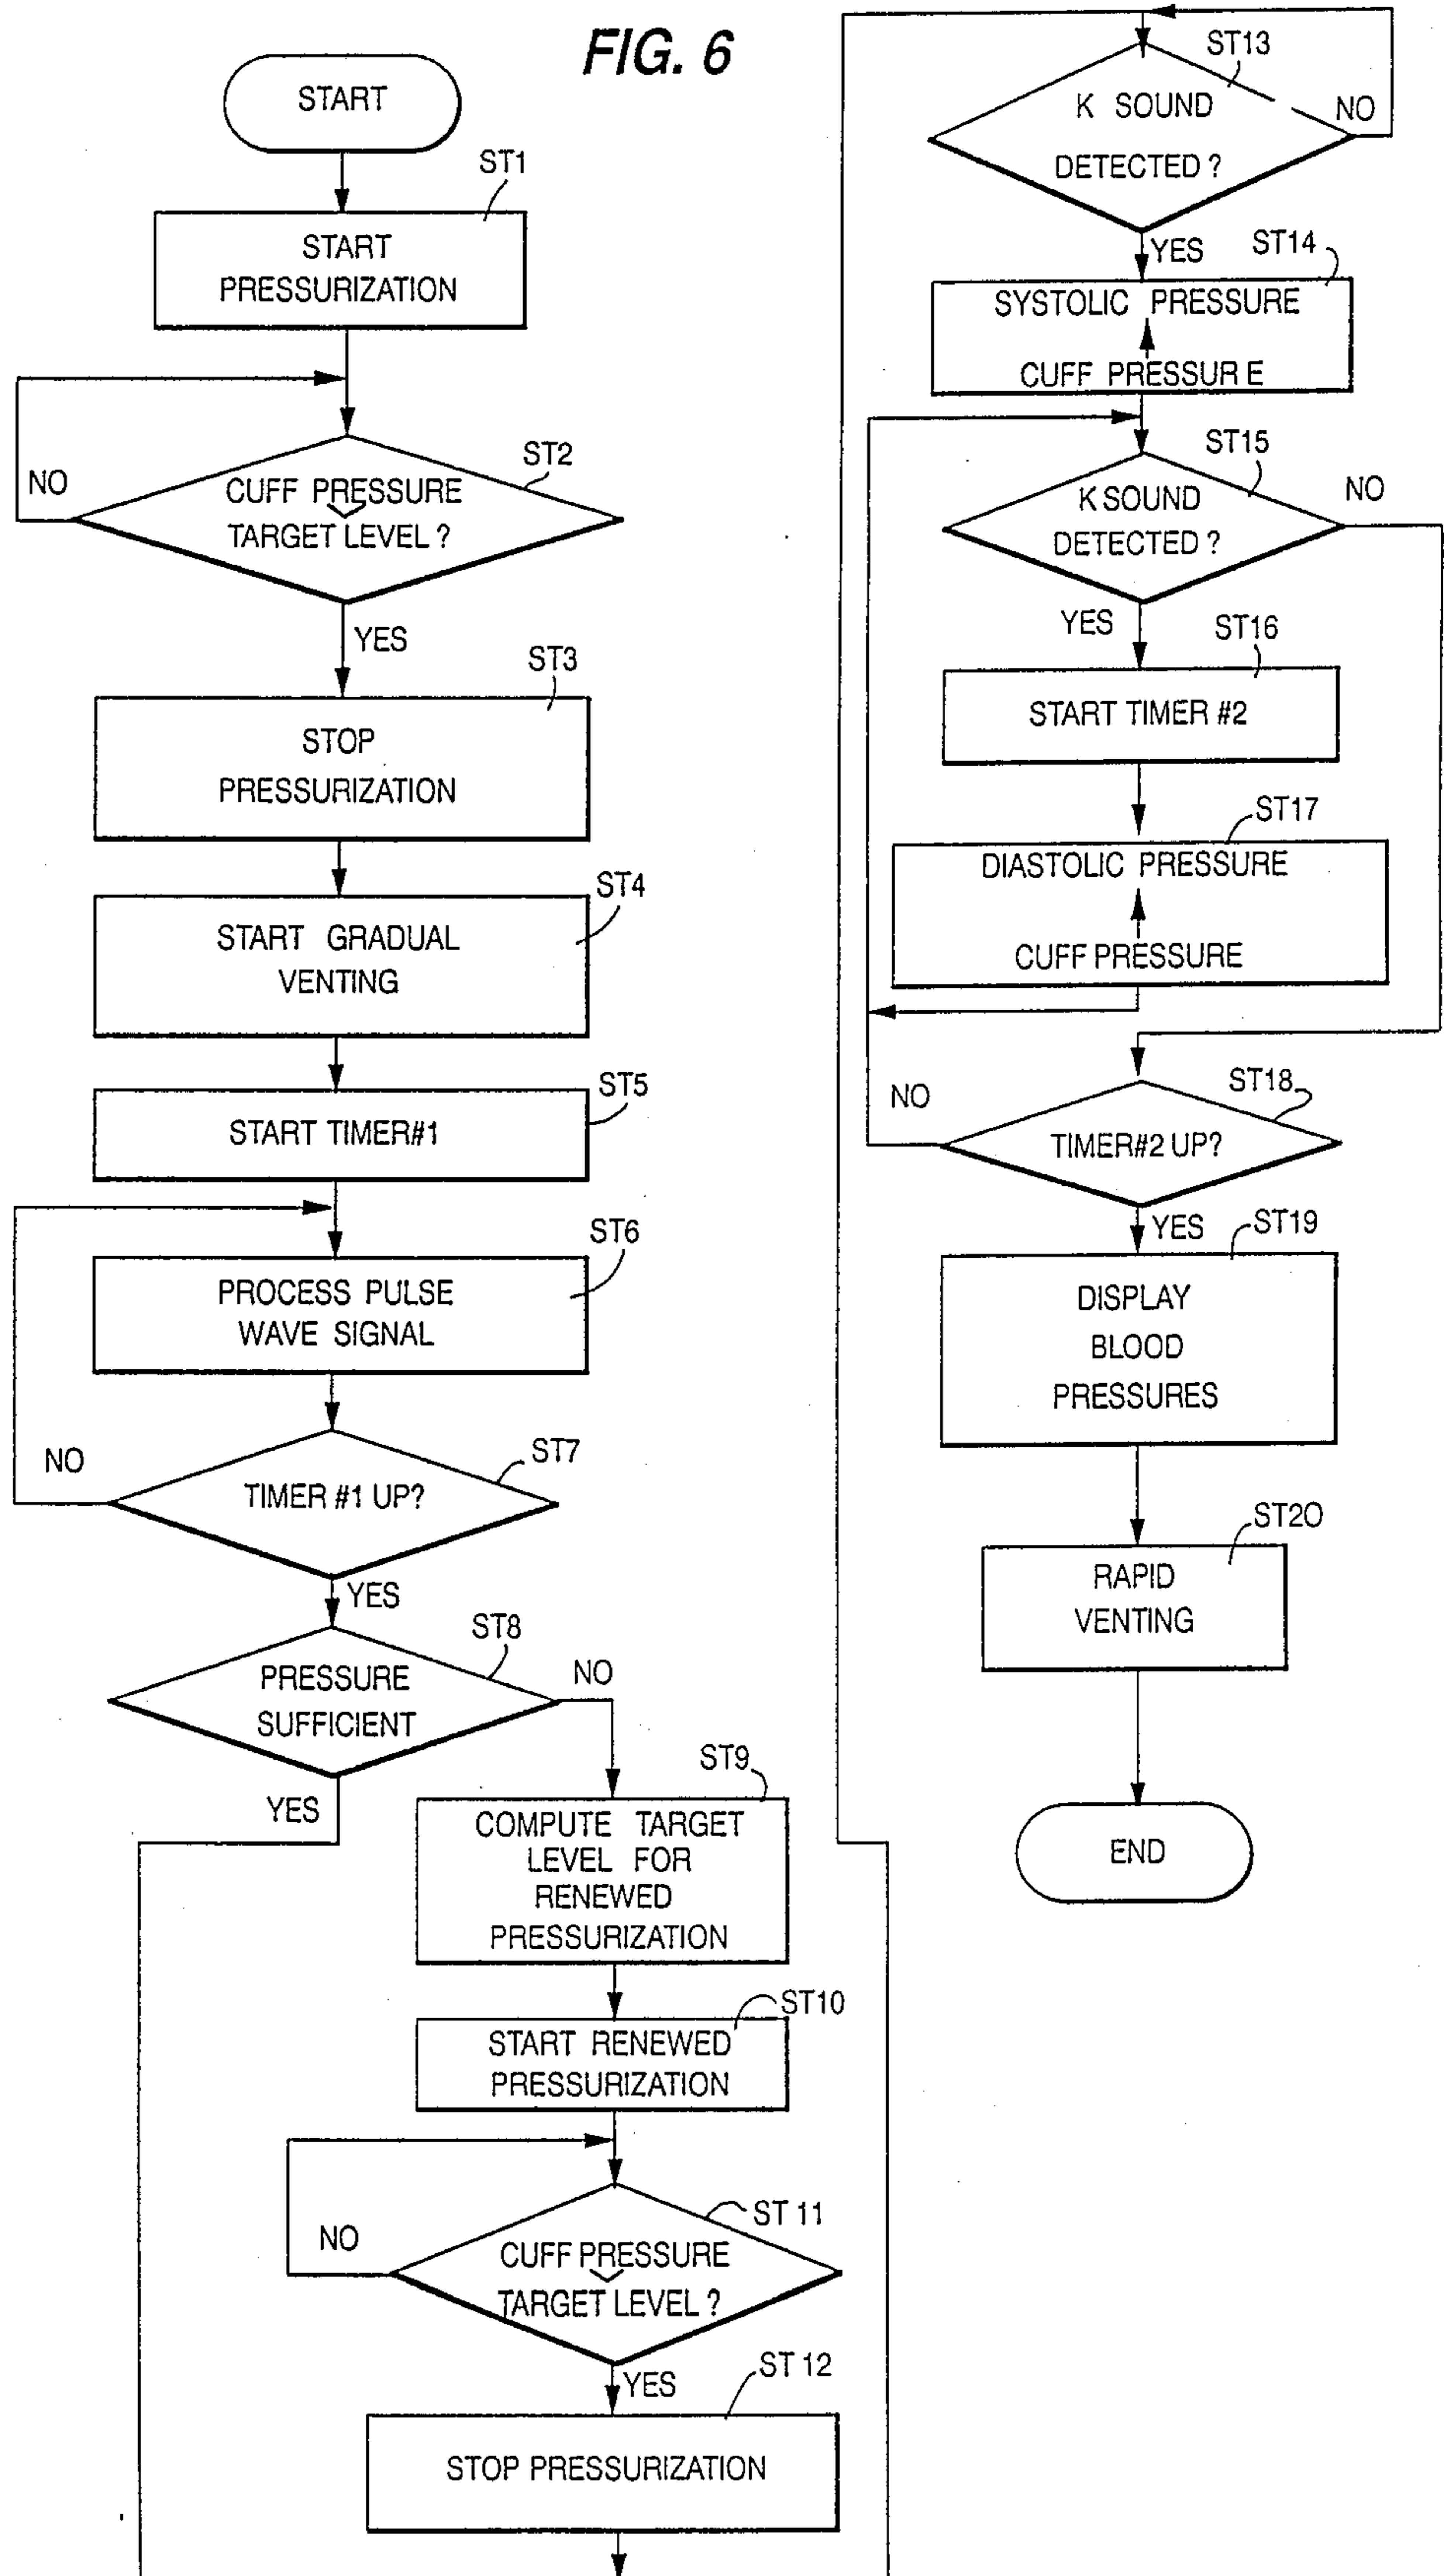 FIG. 6
START
ST1
START
PRESSURIZATION
ST2
NO
CUFF PRESSURE
TARGET LEVEL?
YES
ST3
STOP
PRESSURIZATION
ST4
START GRADUAL
VENTING
ST5
START TIMER#1
ST6
PROCESS PULSE
WAVE SIGNAL
ST7
NO
TIMER #1 UP?
YES
ST8
PRESSURE
SUFFICIENT
NO
YES
ST9
COMPUTE TARGET
LEVEL FOR
RENEWED
PRESSURIZATION
ST10
START RENEWED
PRESSURIZATION
ST 11
NO
CUFF PRESSURE
TARGET LEVEL?
YES
ST 12
STOP PRESSURIZATION
ST13
K SOUND
DETECTED?
NO
YES
ST14
SYSTOLIC PRESSURE
CUFF PRESSURE
ST15
K SOUND
DETECTED?
NO
YES
ST16
START TIMER #2
ST17
DIASTOLIC PRESSURE
CUFF PRESSURE
ST18
NO
TIMER#2 UP?
YES
ST19
DISPLAY
BLOOD
PRESSURES
ST20
RAPID
VENTING
END